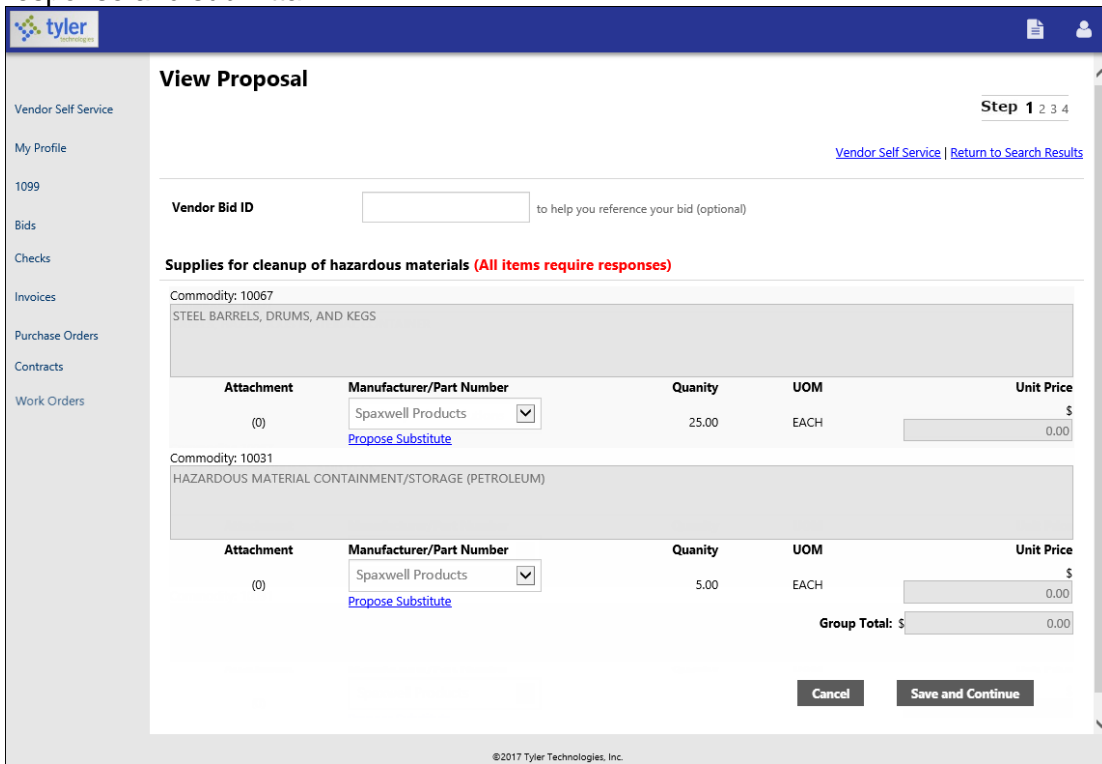 tyler
technologies
View Proposal
Step 1 2 3 4
Vendor Self Service
My Profile
1099
Bids
Checks
Invoices
Purchase Orders
Contracts
Work Orders
Vendor Self Service | Return to Search Results
Vendor Bid ID to help you reference your bid (optional)
Supplies for cleanup of hazardous materials (All items require responses)
Commodity: 10067
STEEL BARRELS, DRUMS, AND KEGS
Attachment Manufacturer/Part Number Quanity UOM Unit Price
$
(0) Spaxwell Products 25.00 EACH 0.00
Propose Substitute
Commodity: 10031
HAZARDOUS MATERIAL CONTAINMENT/STORAGE (PETROLEUM)
Attachment Manufacturer/Part Number Quanity UOM Unit Price
$
(0) Spaxwell Products 5.00 EACH 0.00
Propose Substitute
Group Total: $ 0.00
Cancel Save and Continue
©2017 Tyler Technologies, Inc.